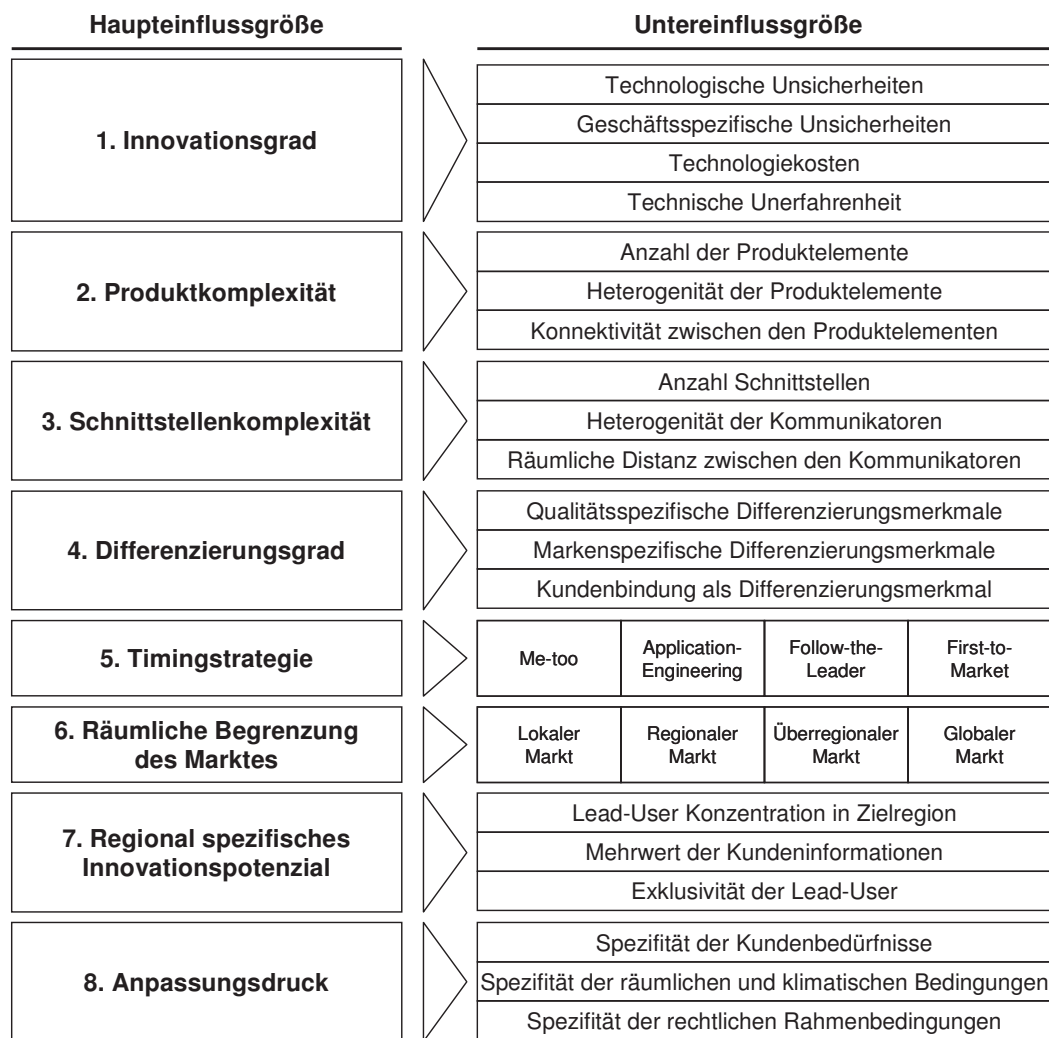 Haupteinflussgröße
Untereinflussgröße
1. Innovationsgrad
Technologische Unsicherheiten
Geschäftsspezifische Unsicherheiten
Technologiekosten
Technische Unerfahrenheit
2. Produktkomplexität
Anzahl der Produktelemente
Heterogenität der Produktelemente
Konnektivität zwischen den Produktelementen
3. Schnittstellenkomplexität
Anzahl Schnittstellen
Heterogenität der Kommunikatoren
Räumliche Distanz zwischen den Kommunikatoren
4. Differenzierungsgrad
Qualitätsspezifische Differenzierungsmerkmale
Markenspezifische Differenzierungsmerkmale
Kundenbindung als Differenzierungsmerkmal
5. Timingstrategie
Me-too
Application-
Engineering
Follow-the-
Leader
First-to-
Market
6. Räumliche Begrenzung
des Marktes
Lokaler
Markt
Regionaler
Markt
Überregionaler
Markt
Globaler
Markt
7. Regional spezifisches
Innovationspotenzial
Lead-User Konzentration in Zielregion
Mehrwert der Kundeninformationen
Exklusivität der Lead-User
8. Anpassungsdruck
Spezifität der Kundenbedürfnisse
Spezifität der räumlichen und klimatischen Bedingungen
Spezifität der rechtlichen Rahmenbedingungen